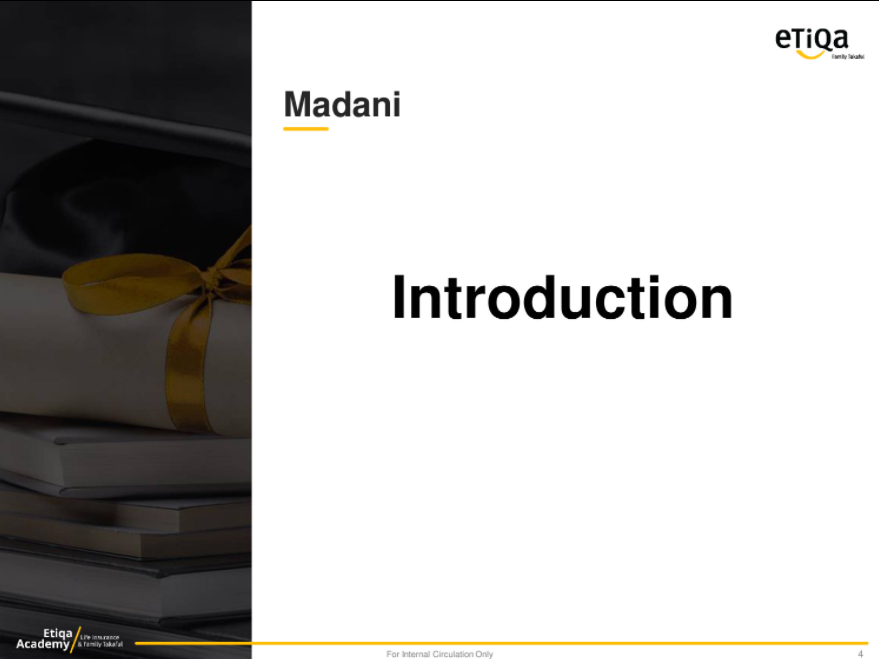 eTiQa
Family Takaful
Madani
Introduction
Etiqa
Academy
Life Insurance
& Family Takaful
For Internal Circulation Only
4